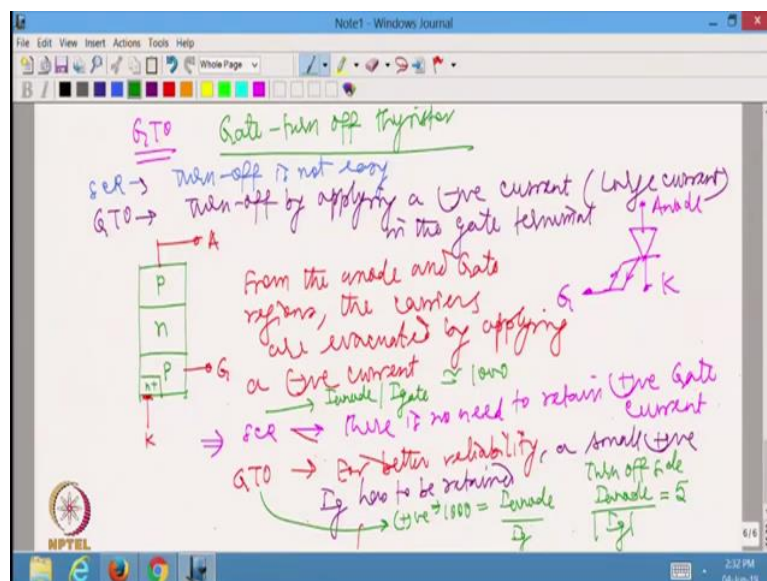 Note1 - Windows Journal
File Edit View Insert Actions Tools Help
Whole Page
B I
GTO Gate-turn off thyristor
SCR → Turn-off is not easy
GTO → Turn-off by applying a (-)ve current (Large current)
in the gate terminal
Anode
G K
A
P
n
P G
n+
K
From the anode and Gate
regions, the carriers
are evacuated by applying
a (-)ve current
→ Ianode / Igate ≃ 1000
⇒ SCR ⇔ There is no need to retain (+)ve Gate
current
GTO → For better reliability, a small (+)ve
Ig has to be retained
(+)ve → 1000 = Ianode / Ig
Turn off side
Ianode / |Ig| = 5
NPTEL
6/6
2:32 PM